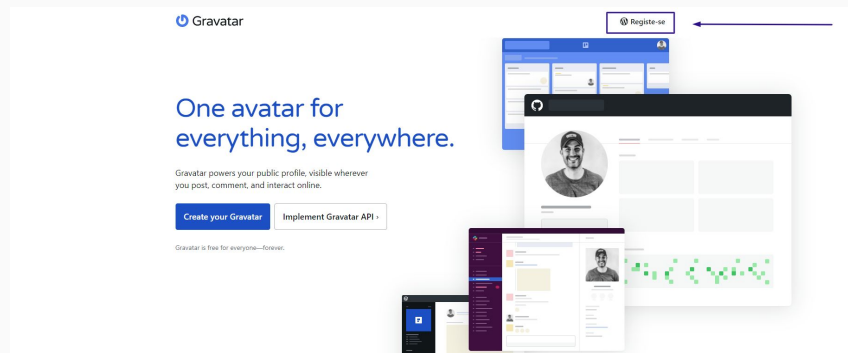 Gravatar
Registe-se
One avatar for
everything, everywhere.
Gravatar powers your public profile, visible wherever
you post, comment, and interact online.
Create your Gravatar
Implement Gravatar API ›
Gravatar is free for everyone—forever.